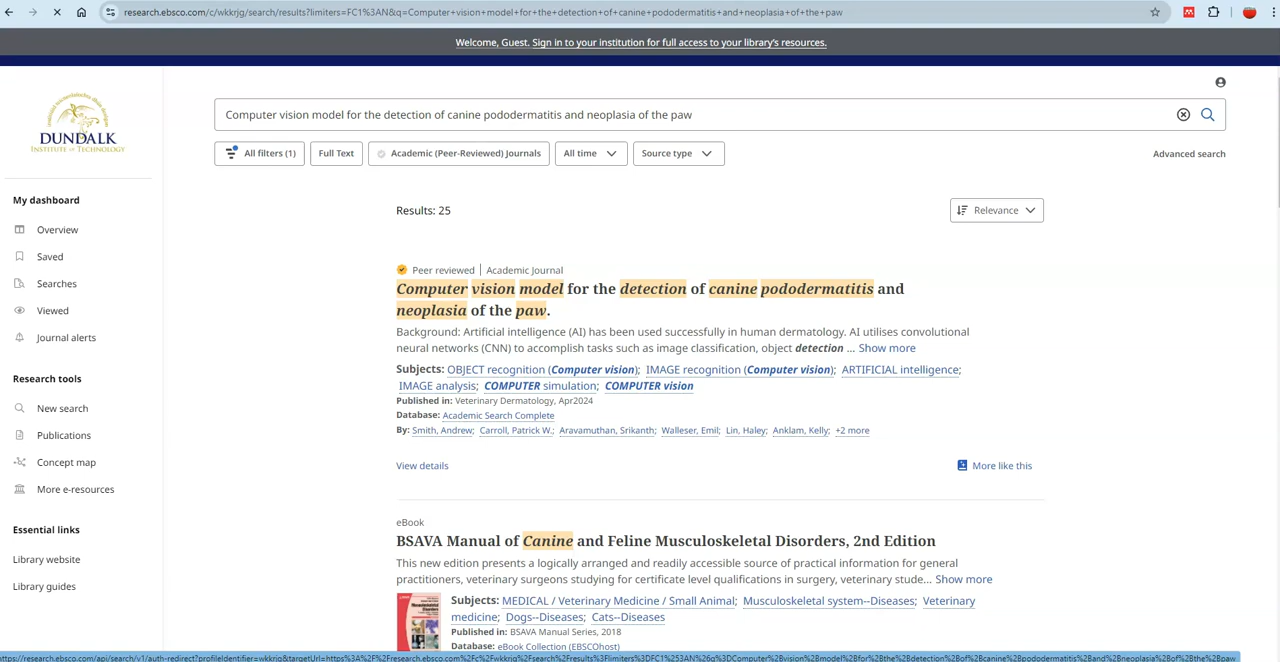 research.ebsco.com/c/wkkrjg/search/results?limiters=FC1%3AN&q=Computer+vision+model+for+the+detection+of+canine+pododermatitis+and+neoplasia+of+the+paw
Welcome, Guest. Sign in to your institution for full access to your library's resources.
DUNDALK
INSTITUTE OF TECHNOLOGY
My dashboard
Overview
Saved
Searches
Viewed
Journal alerts
Research tools
New search
Publications
Concept map
More e-resources
Essential links
Library website
Library guides
Computer vision model for the detection of canine pododermatitis and neoplasia of the paw
All filters (1) Full Text Academic (Peer-Reviewed) Journals All time Source type Advanced search
Results: 25 Relevance
Peer reviewed | Academic Journal
Computer vision model for the detection of canine pododermatitis and
neoplasia of the paw.
Background: Artificial intelligence (AI) has been used successfully in human dermatology. AI utilises convolutional
neural networks (CNN) to accomplish tasks such as image classification, object detection ... Show more
Subjects: OBJECT recognition (Computer vision); IMAGE recognition (Computer vision); ARTIFICIAL intelligence;
IMAGE analysis; COMPUTER simulation; COMPUTER vision
Published in: Veterinary Dermatology, Apr2024
Database: Academic Search Complete
By: Smith, Andrew; Carroll, Patrick W.; Aravamuthan, Srikanth; Walleser, Emil; Lin, Haley; Anklam, Kelly; +2 more
View details More like this
eBook
BSAVA Manual of Canine and Feline Musculoskeletal Disorders, 2nd Edition
This new edition presents a logically arranged and readily accessible source of practical information for general
practitioners, veterinary surgeons studying for certificate level qualifications in surgery, veterinary stude... Show more
Subjects: MEDICAL / Veterinary Medicine / Small Animal; Musculoskeletal system--Diseases; Veterinary
medicine; Dogs--Diseases; Cats--Diseases
Published in: BSAVA Manual Series, 2018
Database: eBook Collection (EBSCOhost)